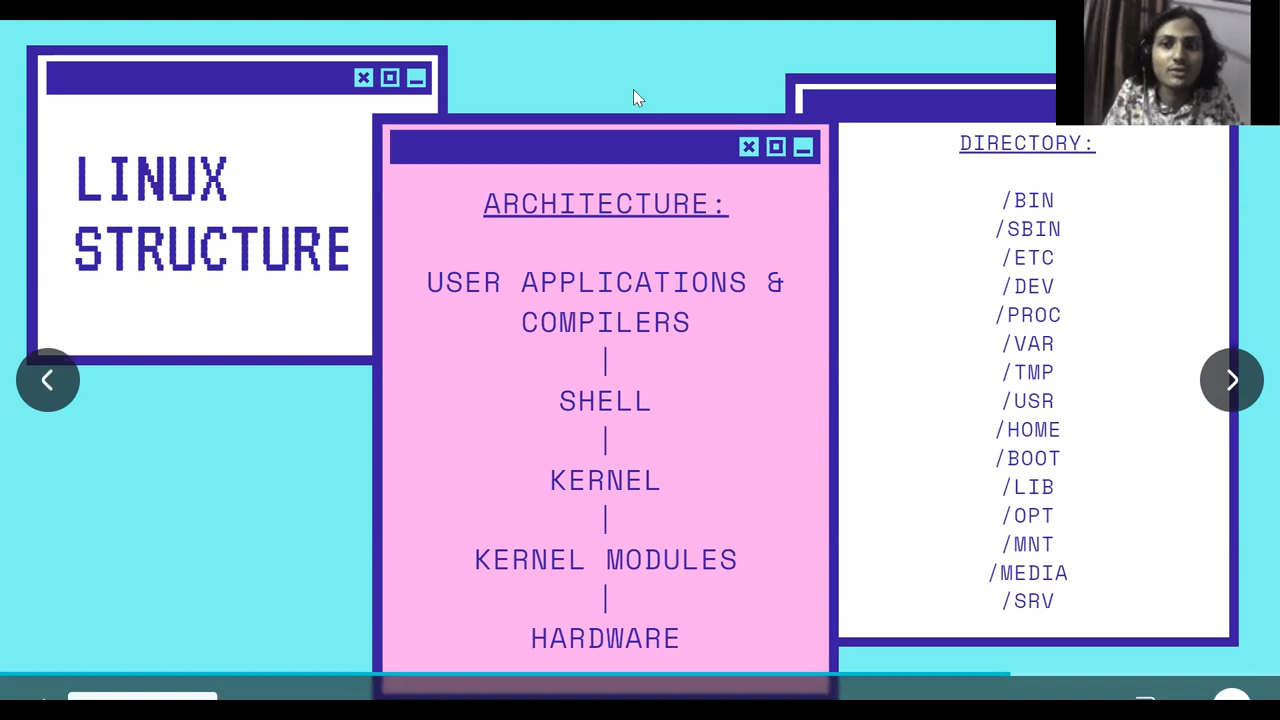 LINUX
STRUCTURE
ARCHITECTURE:
USER APPLICATIONS &
COMPILERS
|
SHELL
|
KERNEL
|
KERNEL MODULES
|
HARDWARE
DIRECTORY:
/BIN
/SBIN
/ETC
/DEV
/PROC
/VAR
/TMP
/USR
/HOME
/BOOT
/LIB
/OPT
/MNT
/MEDIA
/SRV